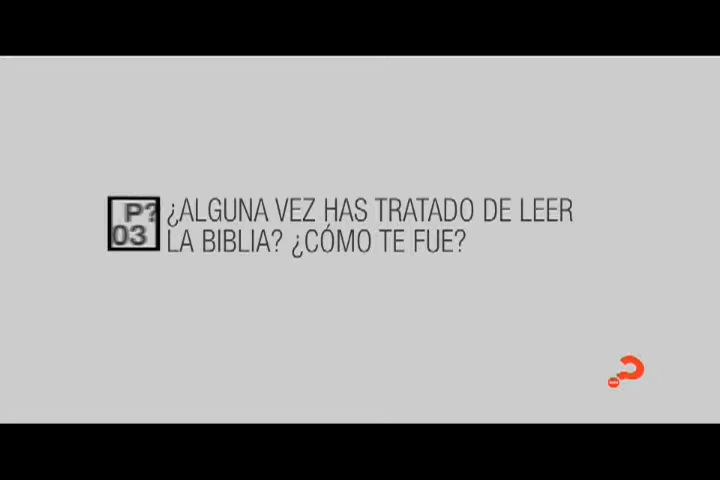 P?
03
¿ALGUNA VEZ HAS TRATADO DE LEER
LA BIBLIA? ¿CÓMO TE FUE?